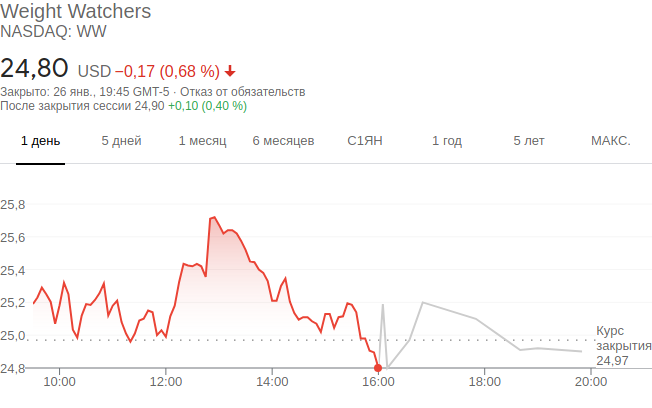 Weight Watchers
NASDAQ: WW
24,80 USD −0,17 (0,68 %)
Закрыто: 26 янв., 19:45 GMT-5 · Отказ от обязательств
После закрытия сессии 24,90 +0,10 (0,40 %)
1 день 5 дней 1 месяц 6 месяцев С1ЯН 1 год 5 лет МАКС.
25,8
25,6
25,4
25,2
25,0
24,8
Курс
закрытия
24,97
10:00 12:00 14:00 16:00 18:00 20:00